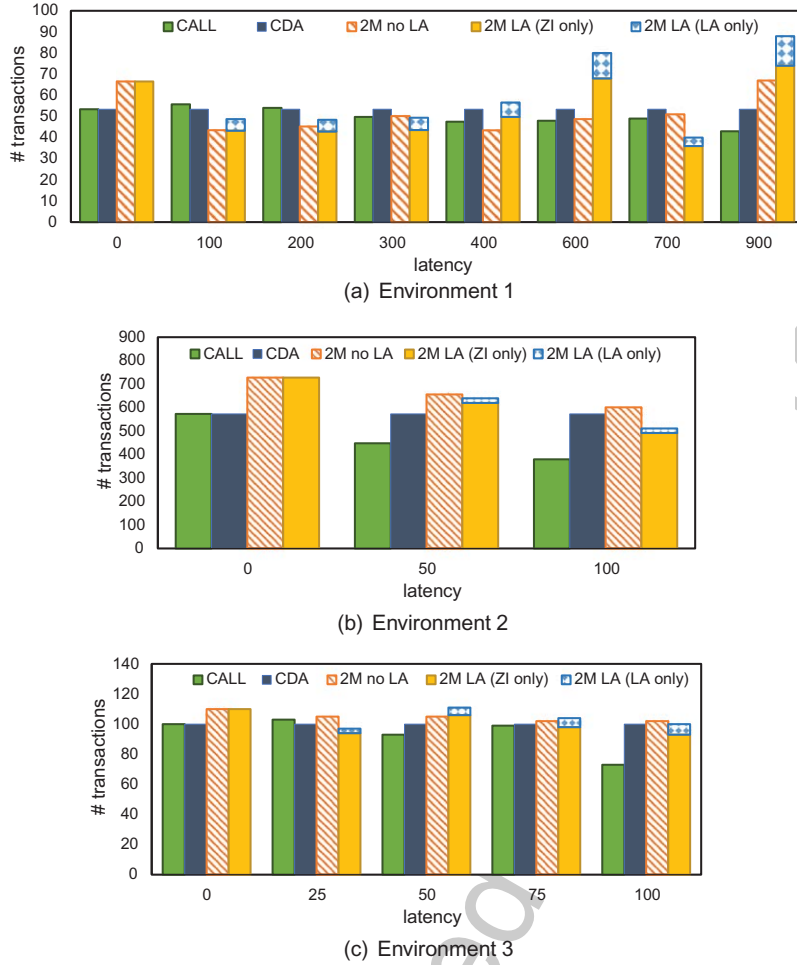 100
90
80
70
60
50
40
30
20
10
0
# transactions
CALL CDA 2M no LA 2M LA (ZI only) 2M LA (LA only)
0 100 200 300 400 600 700 900
latency
(a) Environment 1
900
800
700
600
500
400
300
200
100
0
# transactions
CALL CDA 2M no LA 2M LA (ZI only) 2M LA (LA only)
0 50 100
latency
(b) Environment 2
140
120
100
80
60
40
20
0
# transactions
CALL CDA 2M no LA 2M LA (ZI only) 2M LA (LA only)
0 25 50 75 100
latency
(c) Environment 3